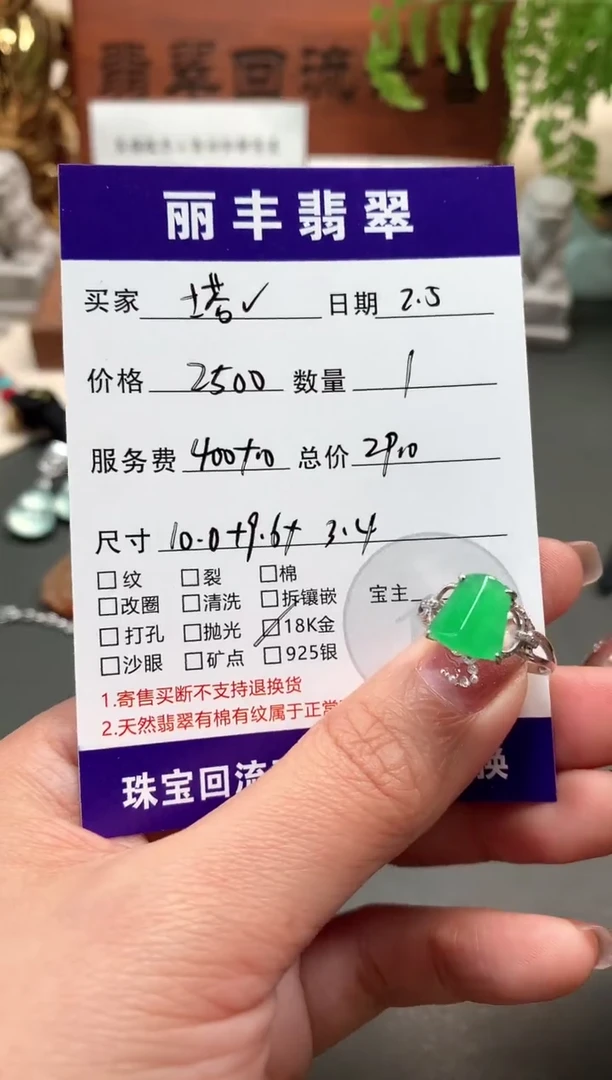 翡翠回流
丽丰翡翠
买家 塔✓ 日期 2.5
价格 2500 数量 1
服务费 400+10 总价 2910
尺寸 10.0+9.6+ 3.4
☐纹 ☐裂 ☐棉
☐改圈 ☐清洗 ☐拆镶嵌 宝主
☐打孔 ☐抛光 ☑18K金
☐沙眼 ☐矿点 ☐925银
1.寄售买断不支持退换货
2.天然翡翠有棉有纹属于正常
珠宝回流 换